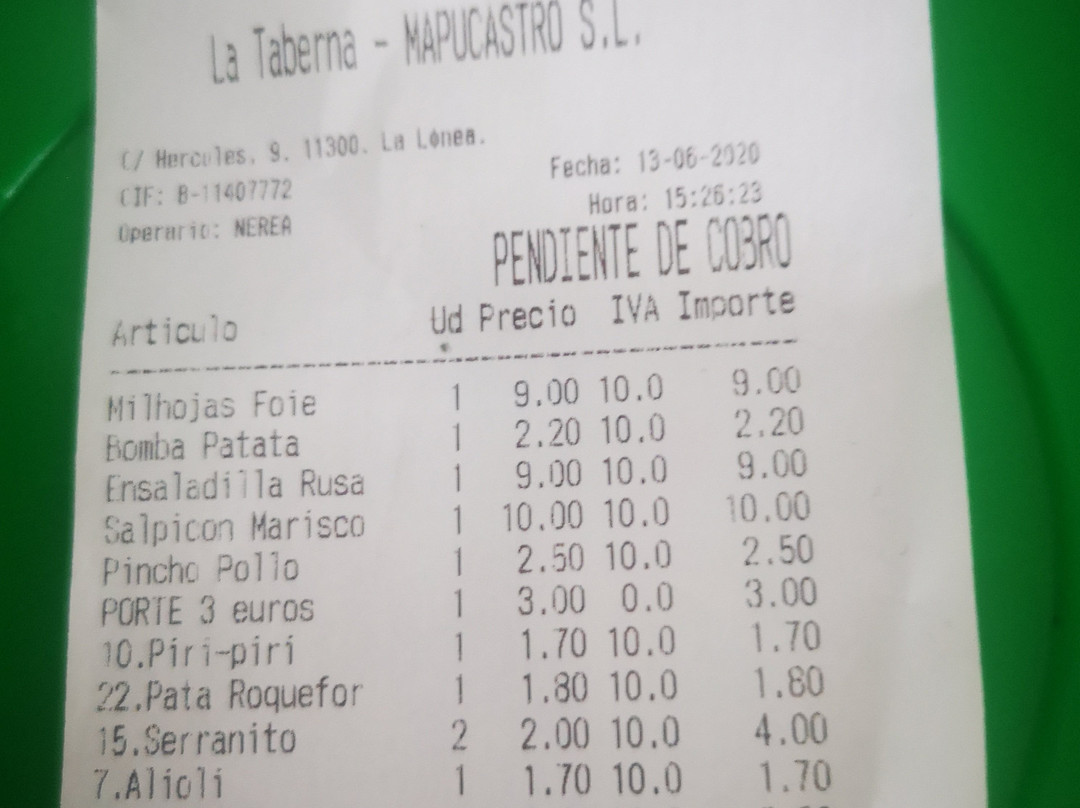 La Taberna - MAPUCASTRO S.L.
C/ Hercules, 9. 11300. La Lónea.
Fecha: 13-06-2020
CIF: B-11407772
Hora: 15:26:23
Operario: NEREA
PENDIENTE DE COBRO
Articulo Ud Precio IVA Importe
Milhojas Foie 1 9.00 10.0 9.00
Bomba Patata 1 2.20 10.0 2.20
Ensaladilla Rusa 1 9.00 10.0 9.00
Salpicon Marisco 1 10.00 10.0 10.00
Pincho Pollo 1 2.50 10.0 2.50
PORTE 3 euros 1 3.00 0.0 3.00
10.Piri-piri 1 1.70 10.0 1.70
22.Pata Roquefor 1 1.80 10.0 1.80
15.Serranito 2 2.00 10.0 4.00
7.Alioli 1 1.70 10.0 1.70